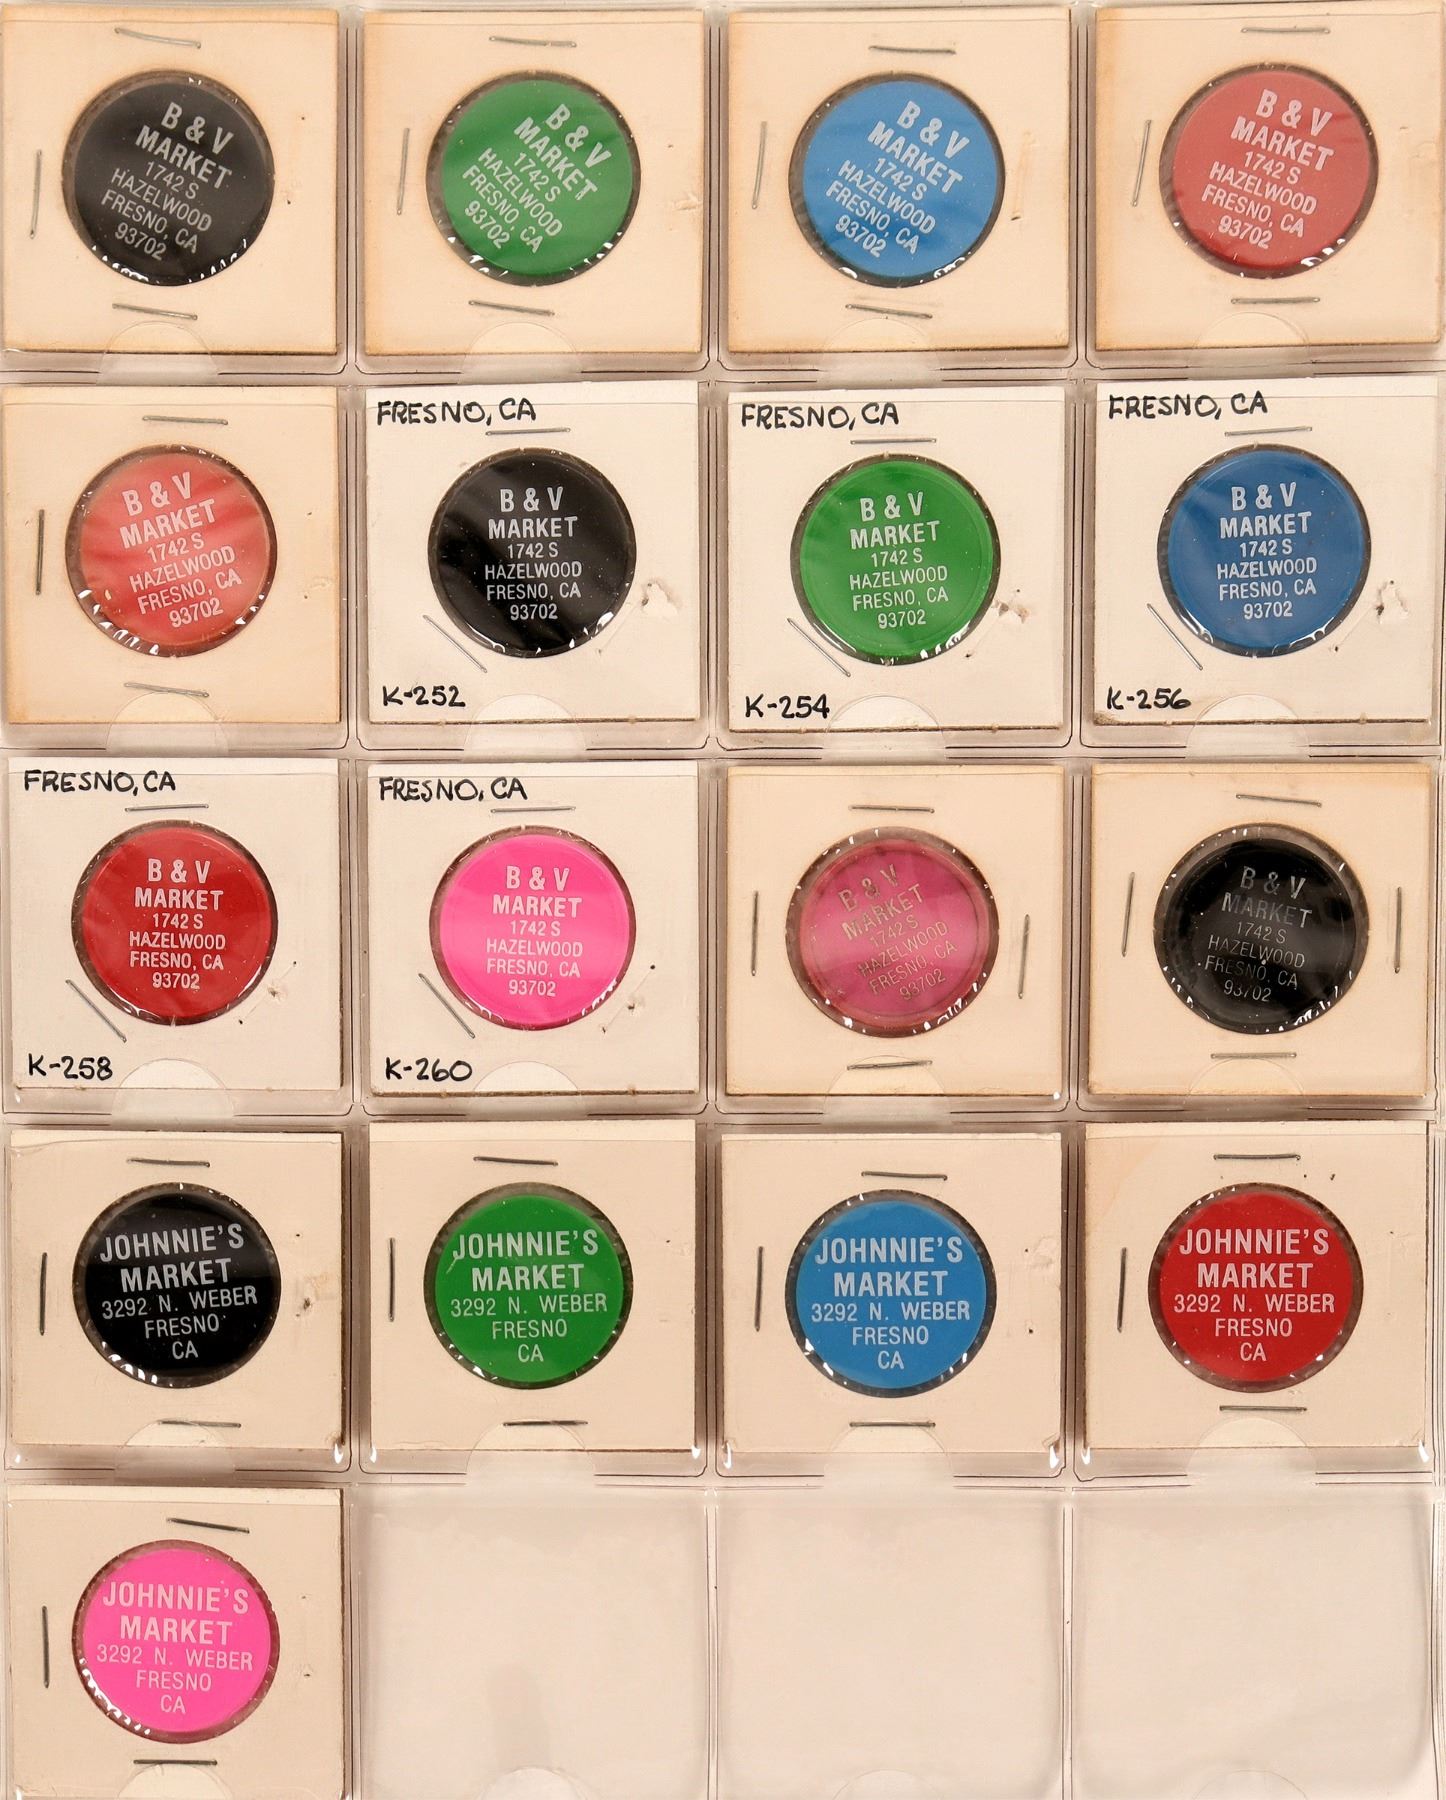 B & V
MARKET
1742 S
HAZELWOOD
FRESNO, CA
93702
B & V
MARKET
1742 S
HAZELWOOD
FRESNO, CA
93702
B & V
MARKET
1742 S
HAZELWOOD
FRESNO, CA
93702
B & V
MARKET
1742 S
HAZELWOOD
FRESNO, CA
93702
B & V
MARKET
1742 S
HAZELWOOD
FRESNO, CA
93702
FRESNO, CA
B & V
MARKET
1742 S
HAZELWOOD
FRESNO, CA
93702
K-252
FRESNO, CA
B & V
MARKET
1742 S
HAZELWOOD
FRESNO, CA
93702
K-254
FRESNO, CA
B & V
MARKET
1742 S
HAZELWOOD
FRESNO, CA
93702
K-256
FRESNO, CA
B & V
MARKET
1742 S
HAZELWOOD
FRESNO, CA
93702
K-258
FRESNO, CA
B & V
MARKET
1742 S
HAZELWOOD
FRESNO, CA
93702
K-260
B & V
MARKET
1742 S
HAZELWOOD
FRESNO, CA
93702
B & V
MARKET
1742 S
HAZELWOOD
FRESNO, CA
93702
JOHNNIE'S
MARKET
3292 N. WEBER
FRESNO
CA
JOHNNIE'S
MARKET
3292 N. WEBER
FRESNO
CA
JOHNNIE'S
MARKET
3292 N. WEBER
FRESNO
CA
JOHNNIE'S
MARKET
3292 N. WEBER
FRESNO
CA
JOHNNIE'S
MARKET
3292 N. WEBER
FRESNO
CA